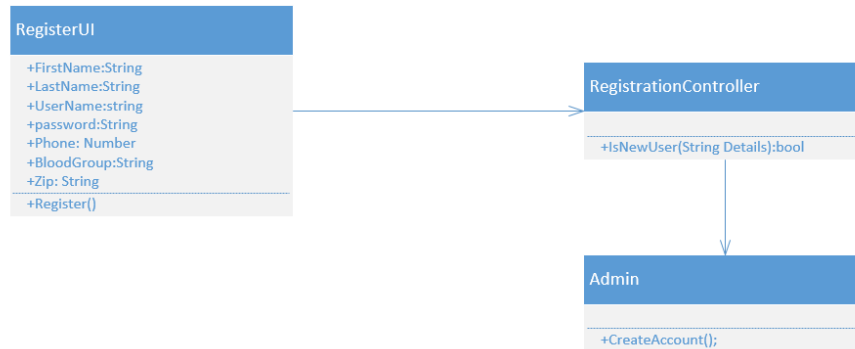 RegisterUI
+FirstName:String
+LastName:String
+UserName:string
+password:String
+Phone: Number
+BloodGroup:String
+Zip: String
+Register()
RegistrationController
+IsNewUser(String Details):bool
Admin
+CreateAccount();